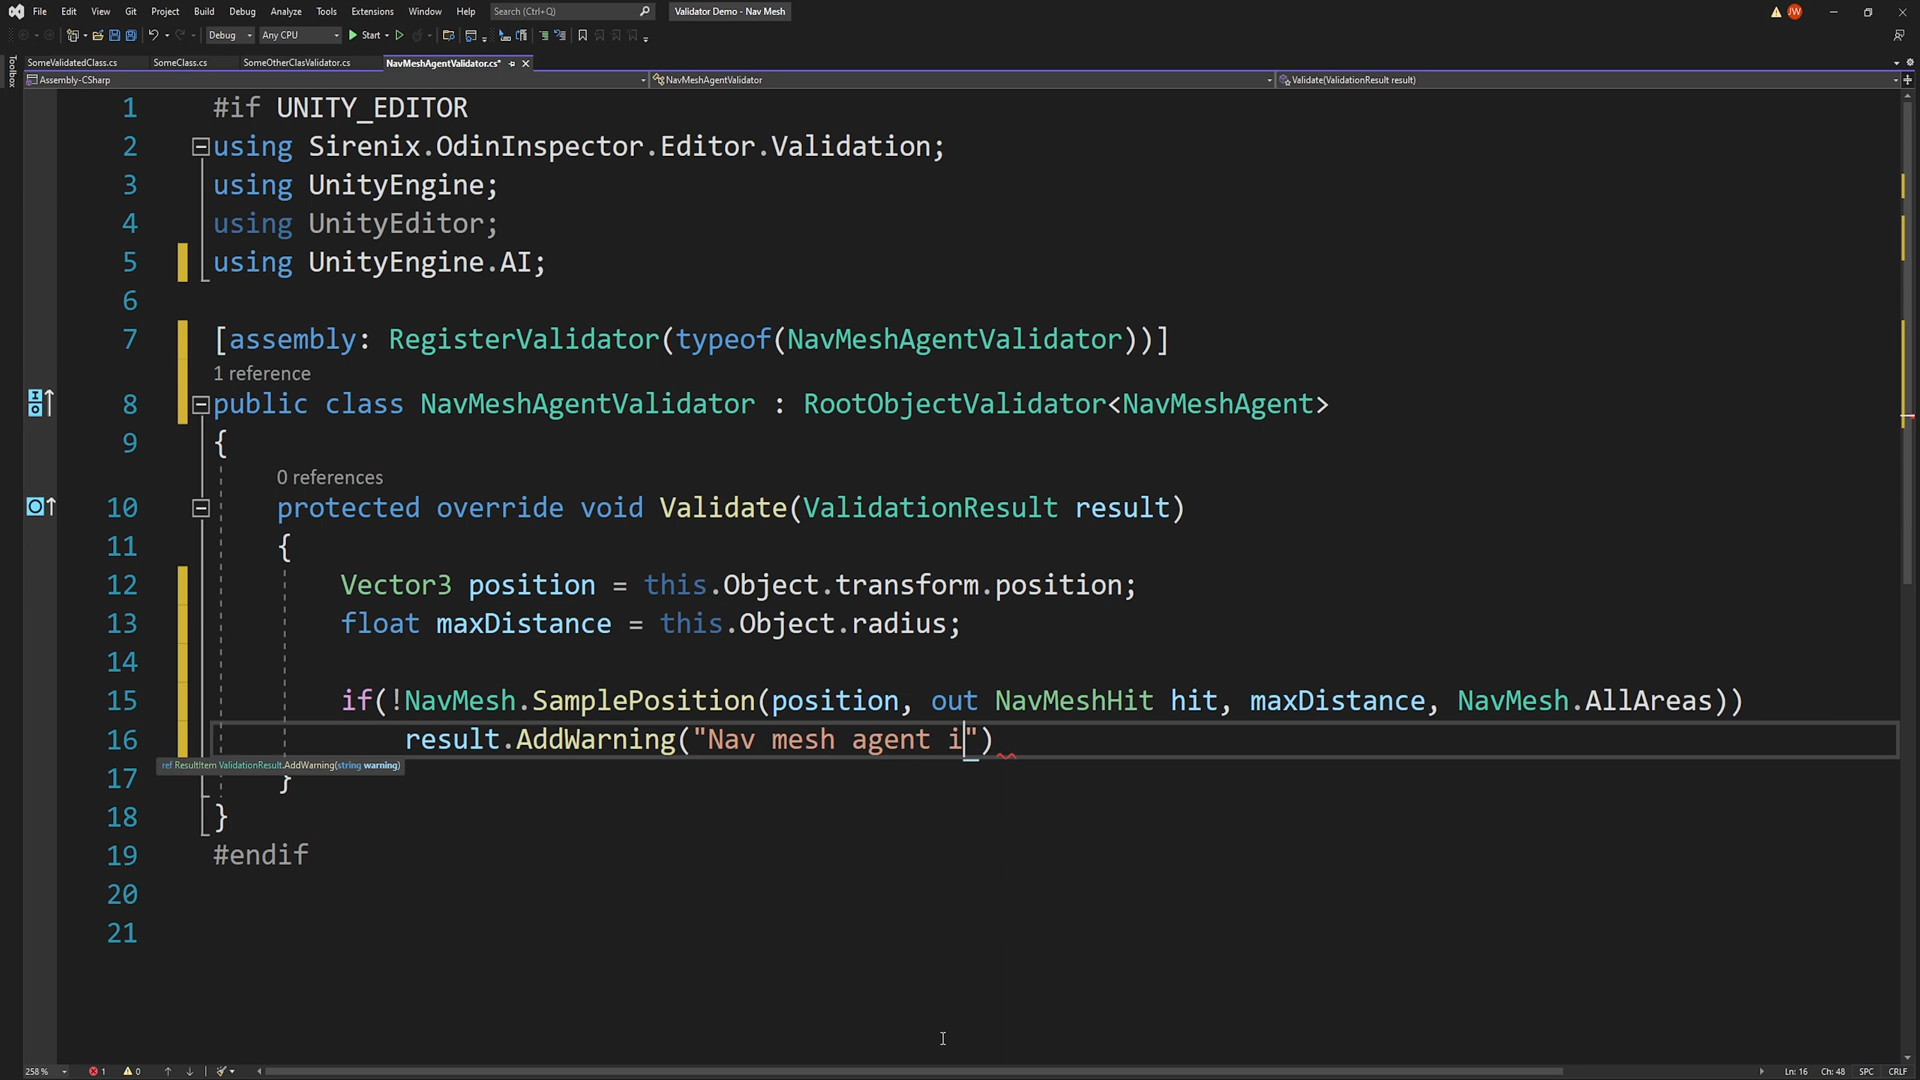 File Edit View Git Project Build Debug Analyze Tools Extensions Window Help Search (Ctrl+Q) Validator Demo - Nav Mesh JW
Debug Any CPU Start
SomeValidatedClass.cs SomeClass.cs SomeOtherClasValidator.cs NavMeshAgentValidator.cs*
Toolbox
Assembly-CSharp NavMeshAgentValidator Validate(ValidationResult result)
1 #if UNITY_EDITOR
2 using Sirenix.OdinInspector.Editor.Validation;
3 using UnityEngine;
4 using UnityEditor;
5 using UnityEngine.AI;
6
7 [assembly: RegisterValidator(typeof(NavMeshAgentValidator))]
1 reference
8 public class NavMeshAgentValidator : RootObjectValidator<NavMeshAgent>
9 {
0 references
10 protected override void Validate(ValidationResult result)
11 {
12 Vector3 position = this.Object.transform.position;
13 float maxDistance = this.Object.radius;
14
15 if(!NavMesh.SamplePosition(position, out NavMeshHit hit, maxDistance, NavMesh.AllAreas))
16 result.AddWarning("Nav mesh agent i")
ref ResultItem ValidationResult.AddWarning(string warning)
17 }
18 }
19 #endif
20
21
258 % 1 0 Ln: 16 Ch: 48 SPC CRLF